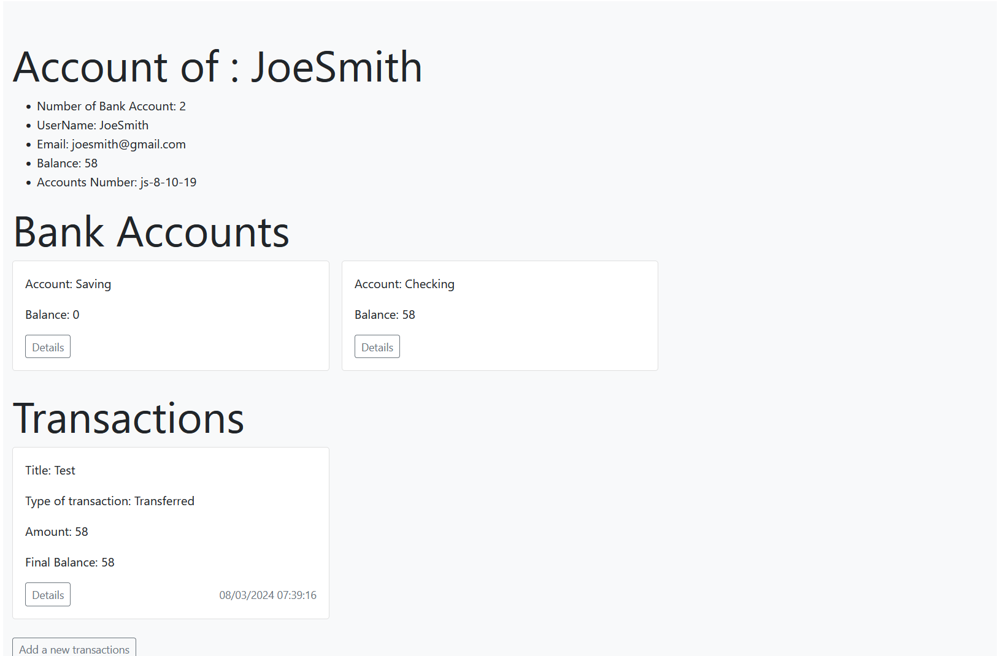 Account of : JoeSmith
Number of Bank Account: 2
UserName: JoeSmith
Email: joesmith@gmail.com
Balance: 58
Accounts Number: js-8-10-19
Bank Accounts
Account: Saving
Balance: 0
Details
Account: Checking
Balance: 58
Details
Transactions
Title: Test
Type of transaction: Transferred
Amount: 58
Final Balance: 58
Details
08/03/2024 07:39:16
Add a new transactions